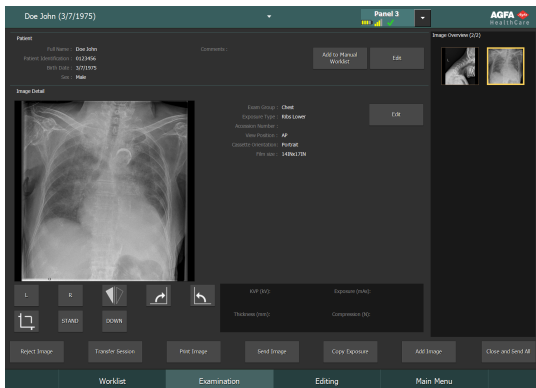 Doe John (3/7/1975)
Panel 3
AGFA
HealthCare
Patient
Full Name : Doe John
Patient Identification : 0123456
Birth Date : 3/7/1975
Sex : Male
Comments :
Add to Manual
Worklist
Edit
Image Overview (2/2)
Image Detail
Exam Group : Chest
Exposure Type : Ribs Lower
Accession Number :
View Position : AP
Cassette Orientation: Portrait
Film size : 14INx17IN
Edit
L
R
STAND
DOWN
KVP (kV):
Exposure (mAs):
Thickness (mm):
Compression (N):
Reject Image
Transfer Session
Print Image
Send Image
Copy Exposure
Add Image
Close and Send All
Worklist
Examination
Editing
Main Menu